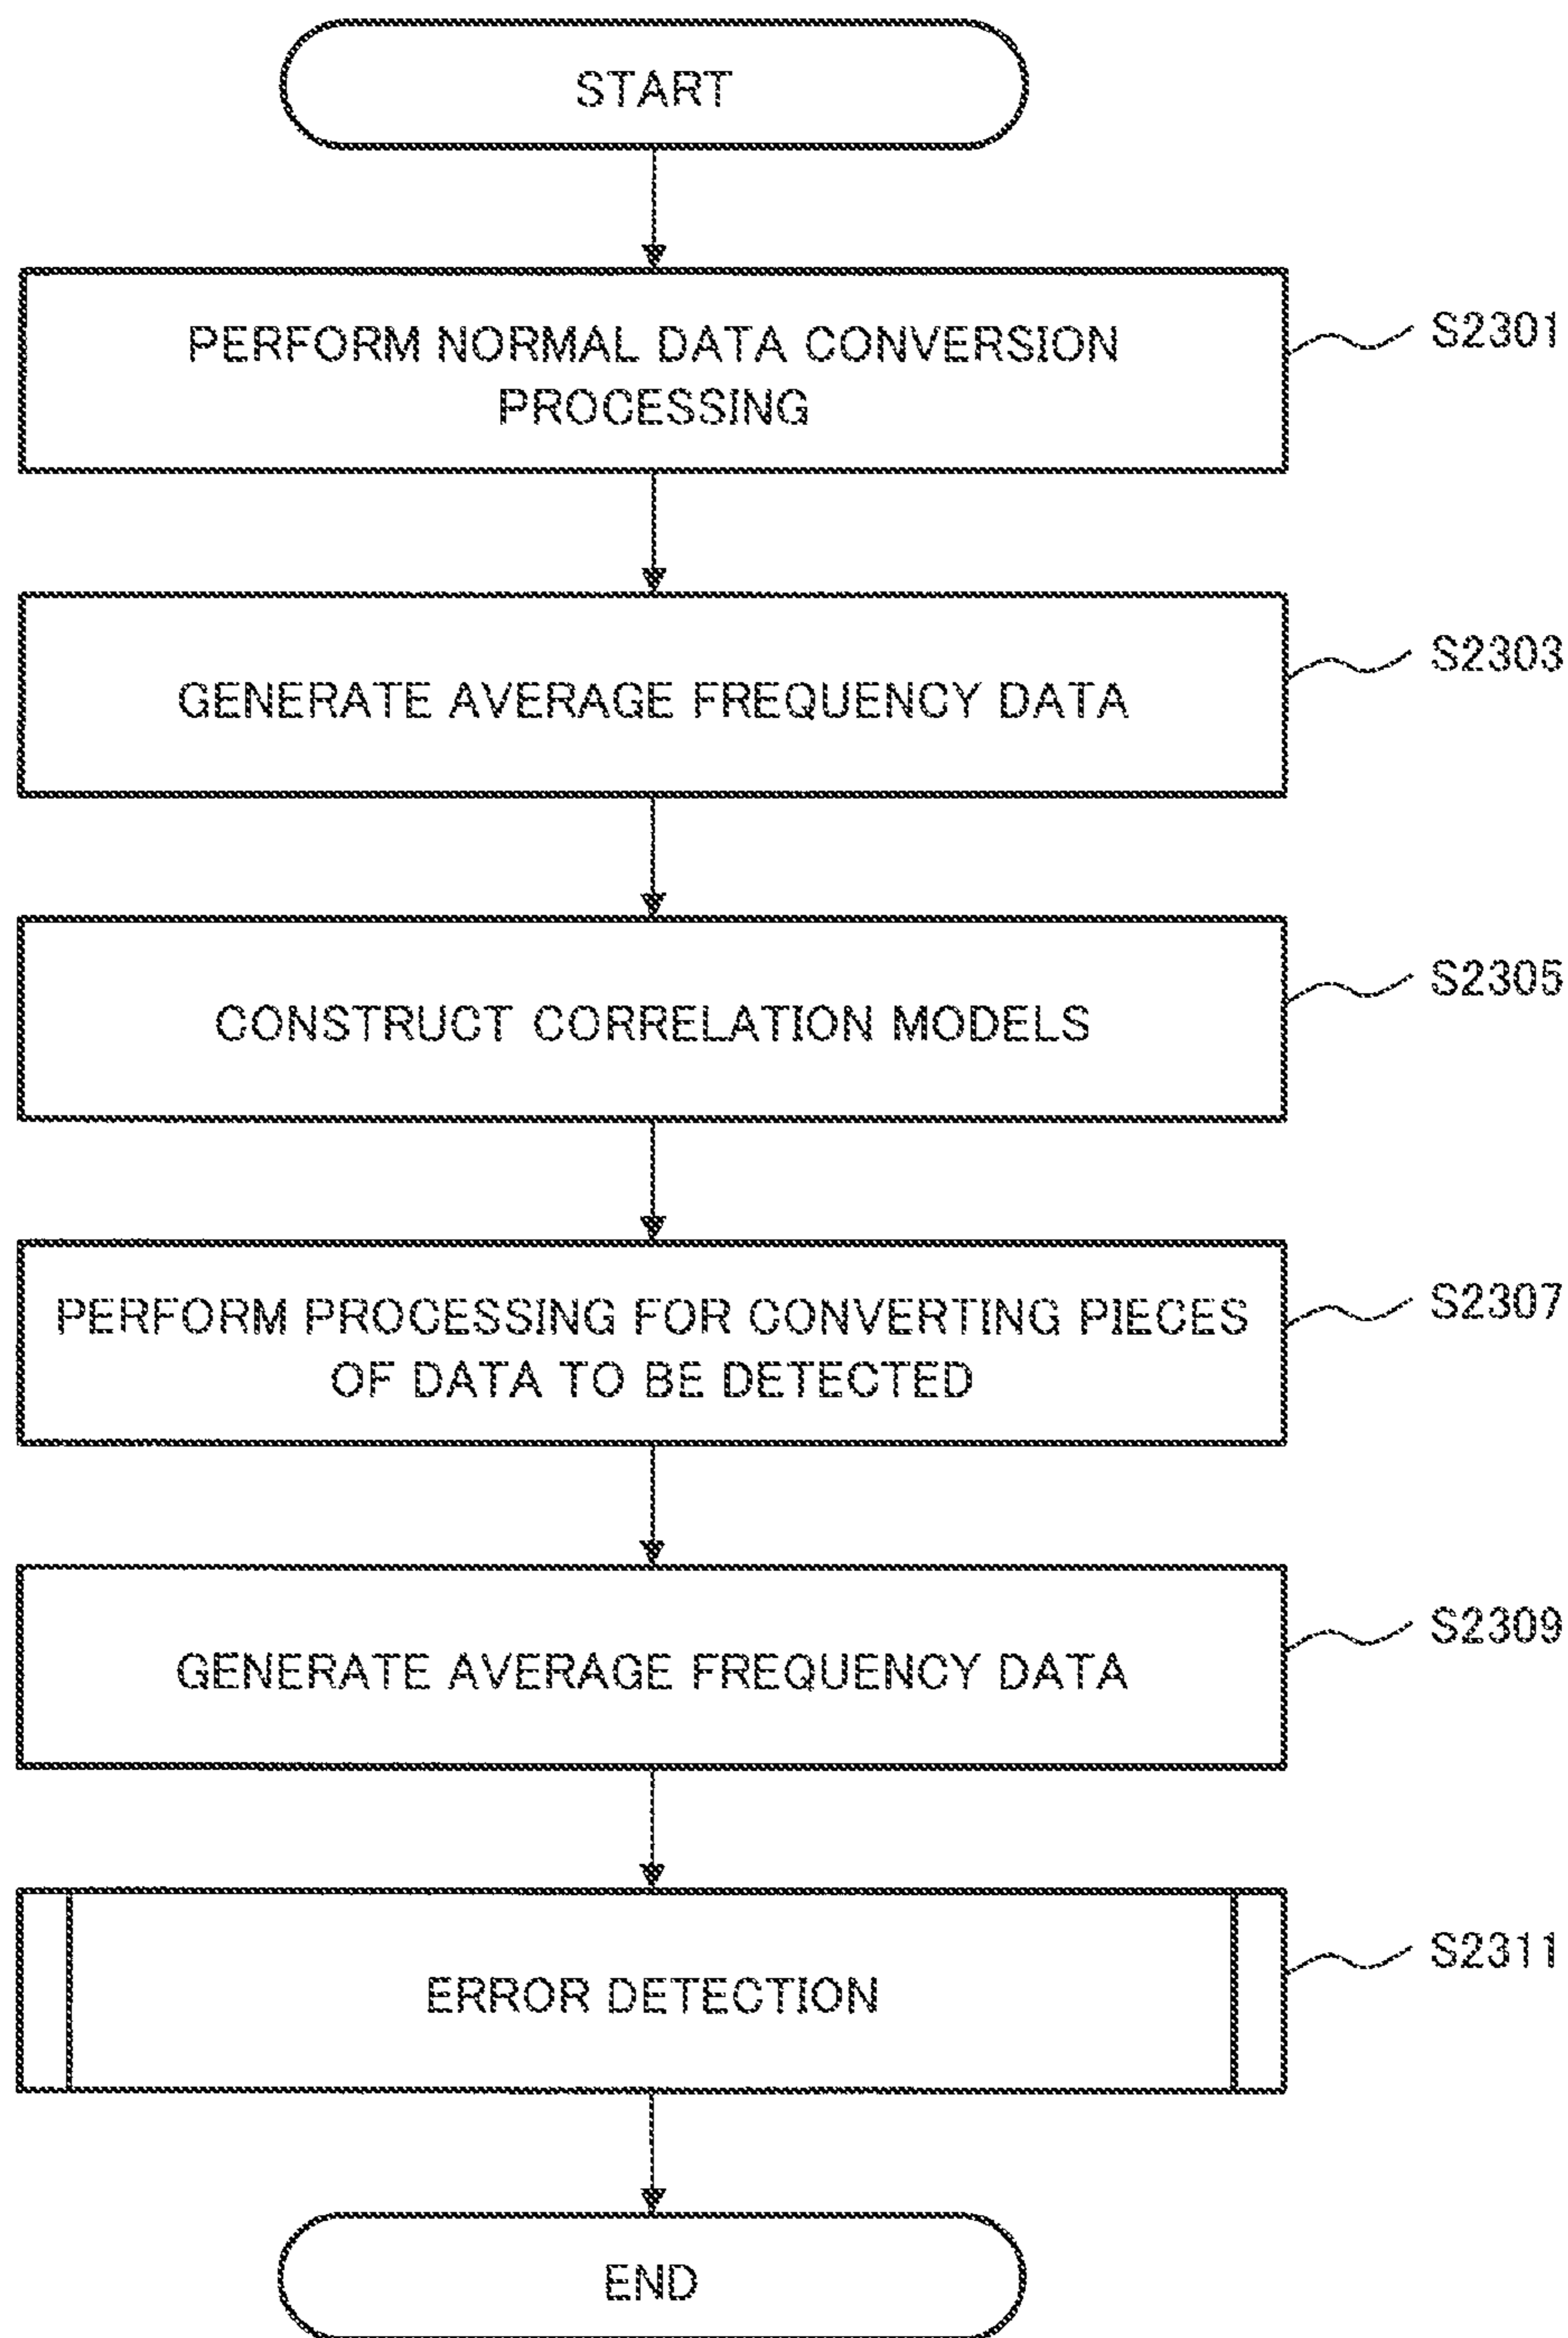 START
PERFORM NORMAL DATA CONVERSION
PROCESSING
S2301
GENERATE AVERAGE FREQUENCY DATA
S2303
CONSTRUCT CORRELATION MODELS
S2305
PERFORM PROCESSING FOR CONVERTING PIECES
OF DATA TO BE DETECTED
S2307
GENERATE AVERAGE FREQUENCY DATA
S2309
ERROR DETECTION
S2311
END